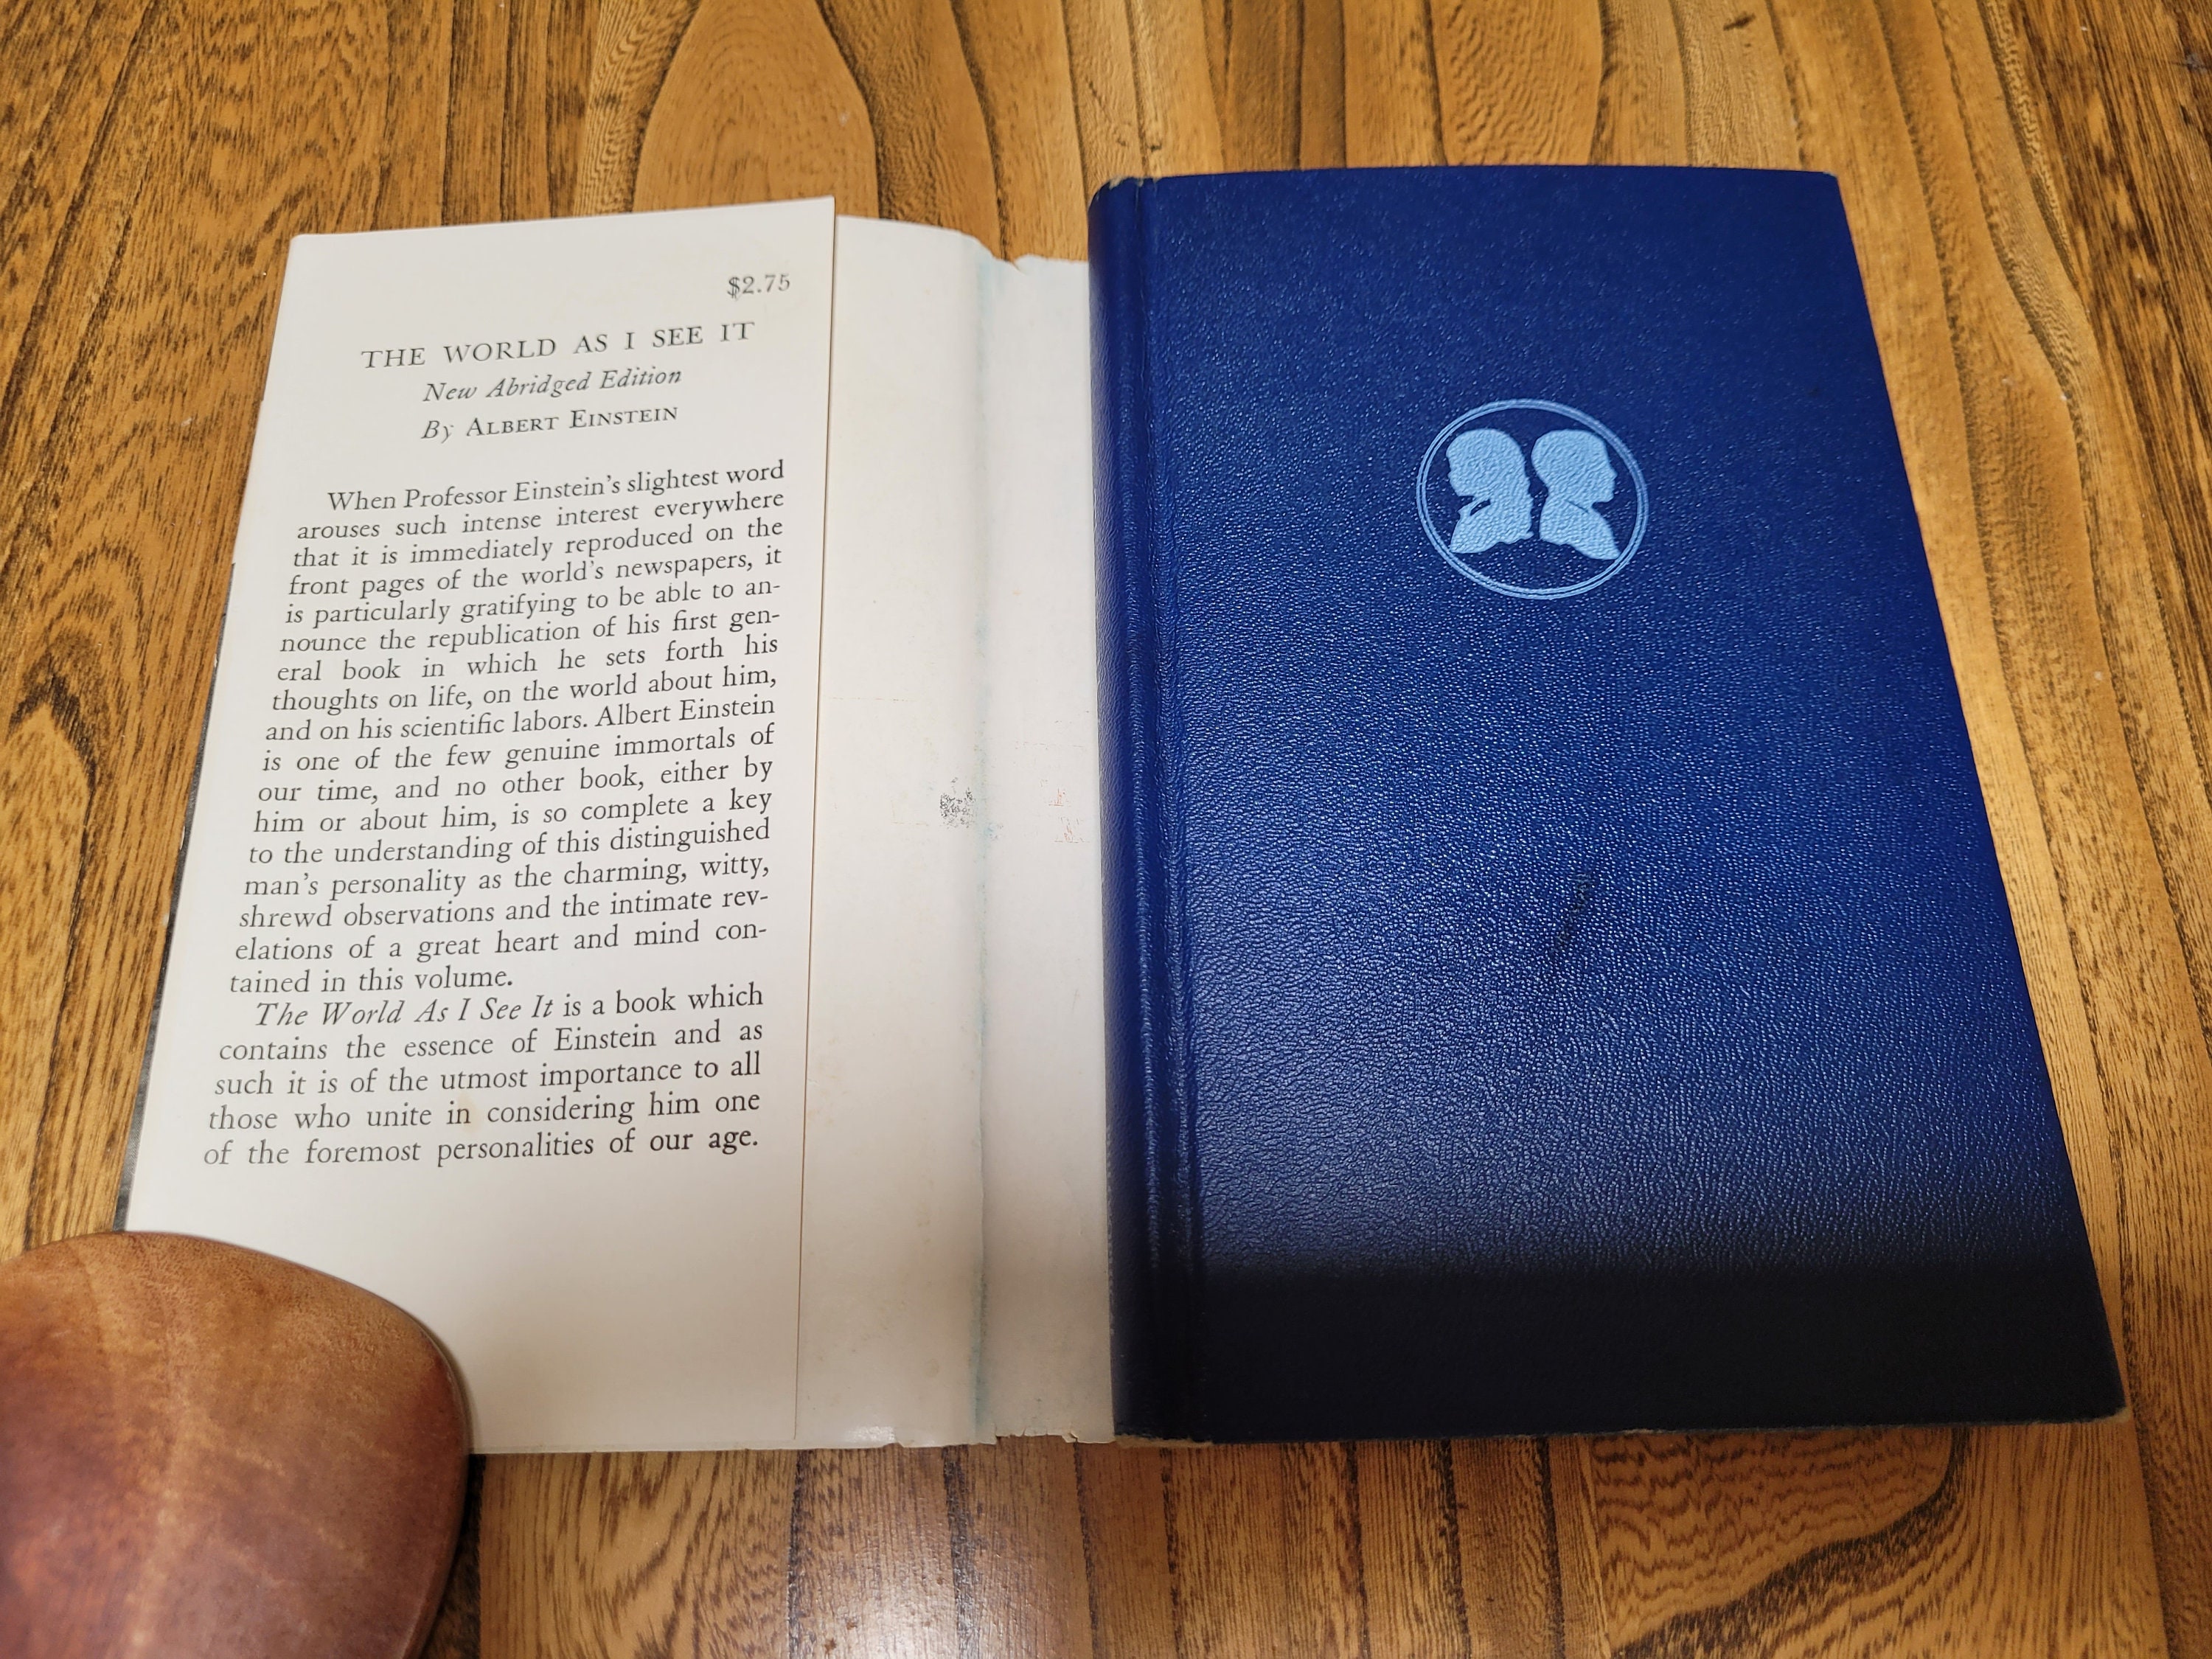 $2.75
THE WORLD AS I SEE IT
New Abridged Edition
By ALBERT EINSTEIN
When Professor Einstein's slightest word
arouses such intense interest everywhere
that it is immediately reproduced on the
front pages of the world's newspapers, it
is particularly gratifying to be able to an-
nounce the republication of his first gen-
eral book in which he sets forth his
thoughts on life, on the world about him,
and on his scientific labors. Albert Einstein
is one of the few genuine immortals of
our time, and no other book, either by
him or about him, is so complete a key
to the understanding of this distinguished
man's personality as the charming, witty,
shrewd observations and the intimate rev-
elations of a great heart and mind con-
tained in this volume.
The World As I See It is a book which
contains the essence of Einstein and as
such it is of the utmost importance to all
those who unite in considering him one
of the foremost personalities of our age.